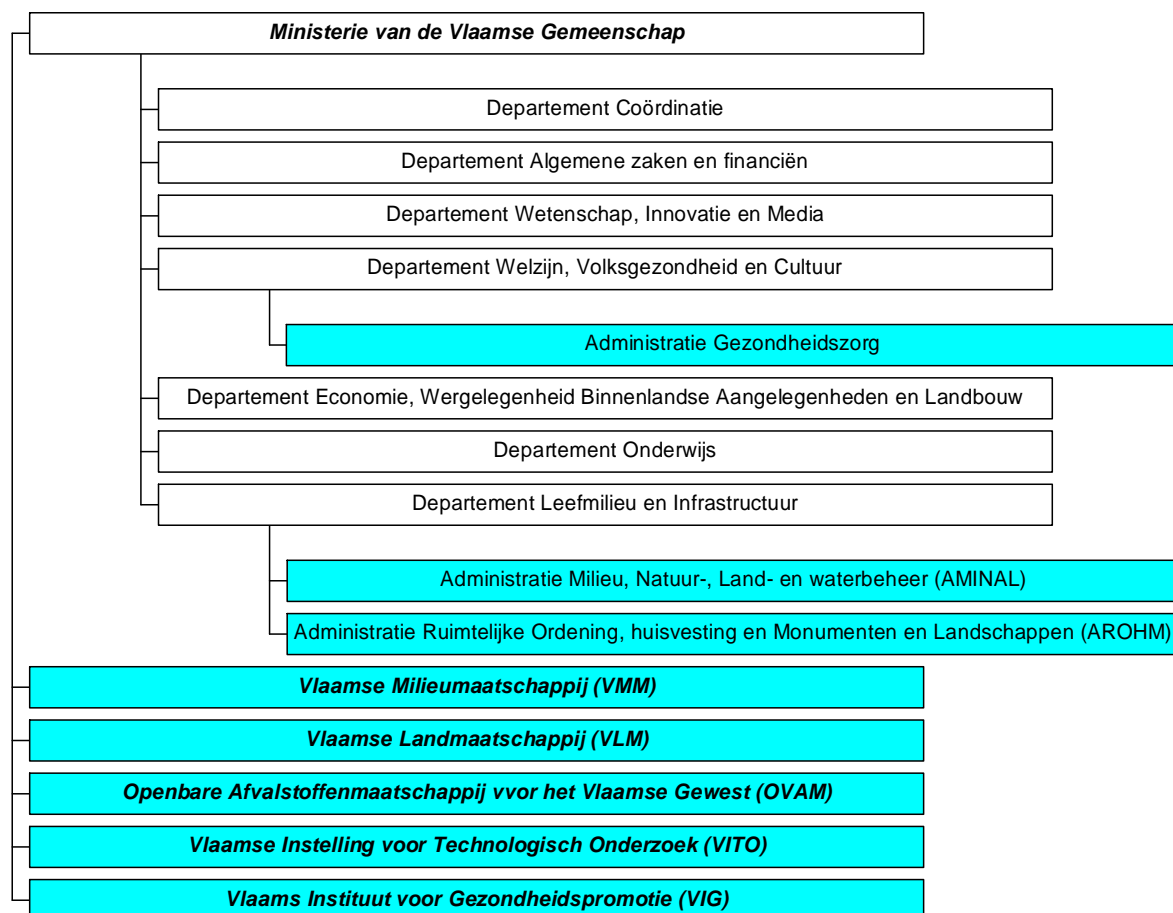 Ministerie van de Vlaamse Gemeenschap
Departement Coördinatie
Departement Algemene zaken en financiën
Departement Wetenschap, Innovatie en Media
Departement Welzijn, Volksgezondheid en Cultuur
Administratie Gezondheidszorg
Departement Economie, Wergelegenheid Binnenlandse Aangelegenheden en Landbouw
Departement Onderwijs
Departement Leefmilieu en Infrastructuur
Administratie Milieu, Natuur-, Land- en waterbeheer (AMINAL)
Administratie Ruimtelijke Ordening, huisvesting en Monumenten en Landschappen (AROHM)
Vlaamse Milieumaatschappij (VMM)
Vlaamse Landmaatschappij (VLM)
Openbare Afvalstoffenmaatschappij vvor het Vlaamse Gewest (OVAM)
Vlaamse Instelling voor Technologisch Onderzoek (VITO)
Vlaams Instituut voor Gezondheidspromotie (VIG)